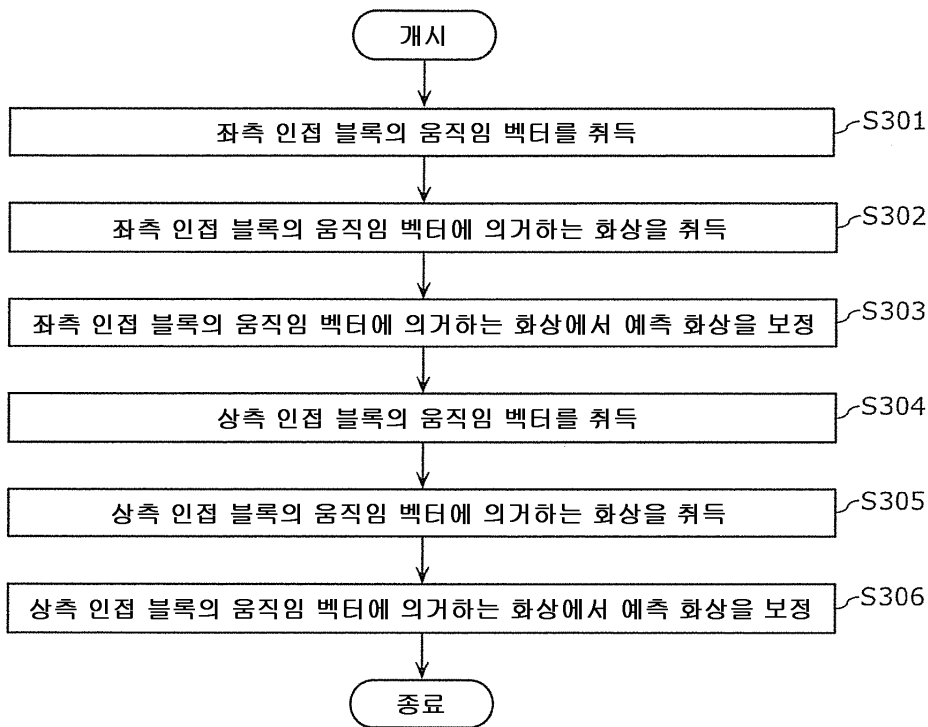 개시
좌측 인접 블록의 움직임 벡터를 취득
S301
좌측 인접 블록의 움직임 벡터에 의거하는 화상을 취득
S302
좌측 인접 블록의 움직임 벡터에 의거하는 화상에서 예측 화상을 보정
S303
상측 인접 블록의 움직임 벡터를 취득
S304
상측 인접 블록의 움직임 벡터에 의거하는 화상을 취득
S305
상측 인접 블록의 움직임 벡터에 의거하는 화상에서 예측 화상을 보정
S306
종료